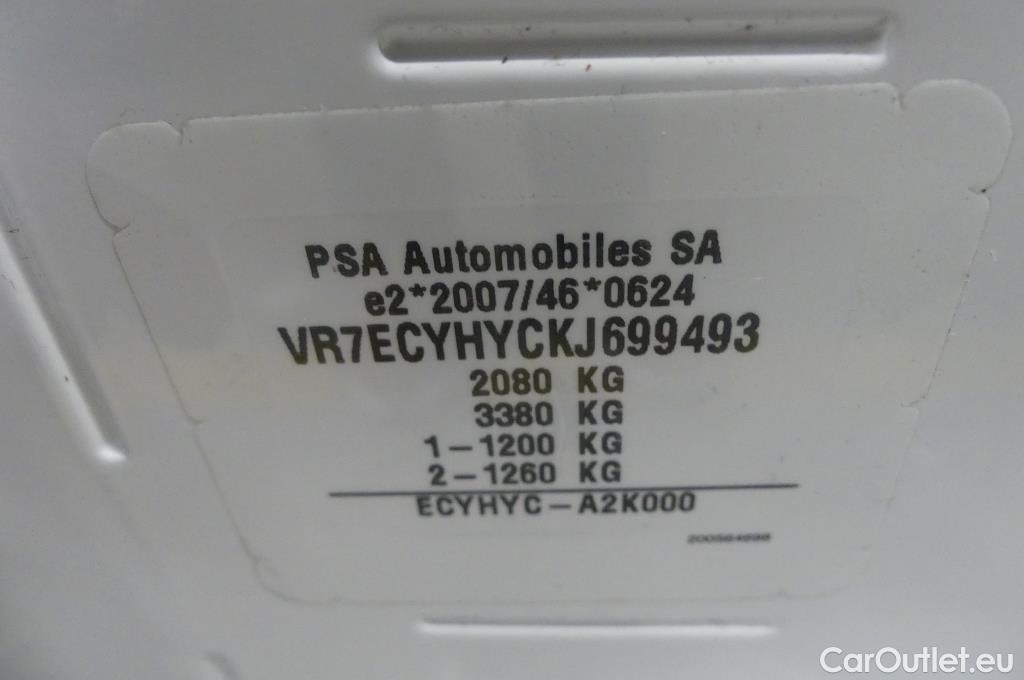 PSA Automobiles SA
e2*2007/46*0624
VR7ECYHYCKJ699493
2080 KG
3380 KG
1-1200 KG
2-1260 KG
ECYHYC-A2K000
CarOutlet.eu